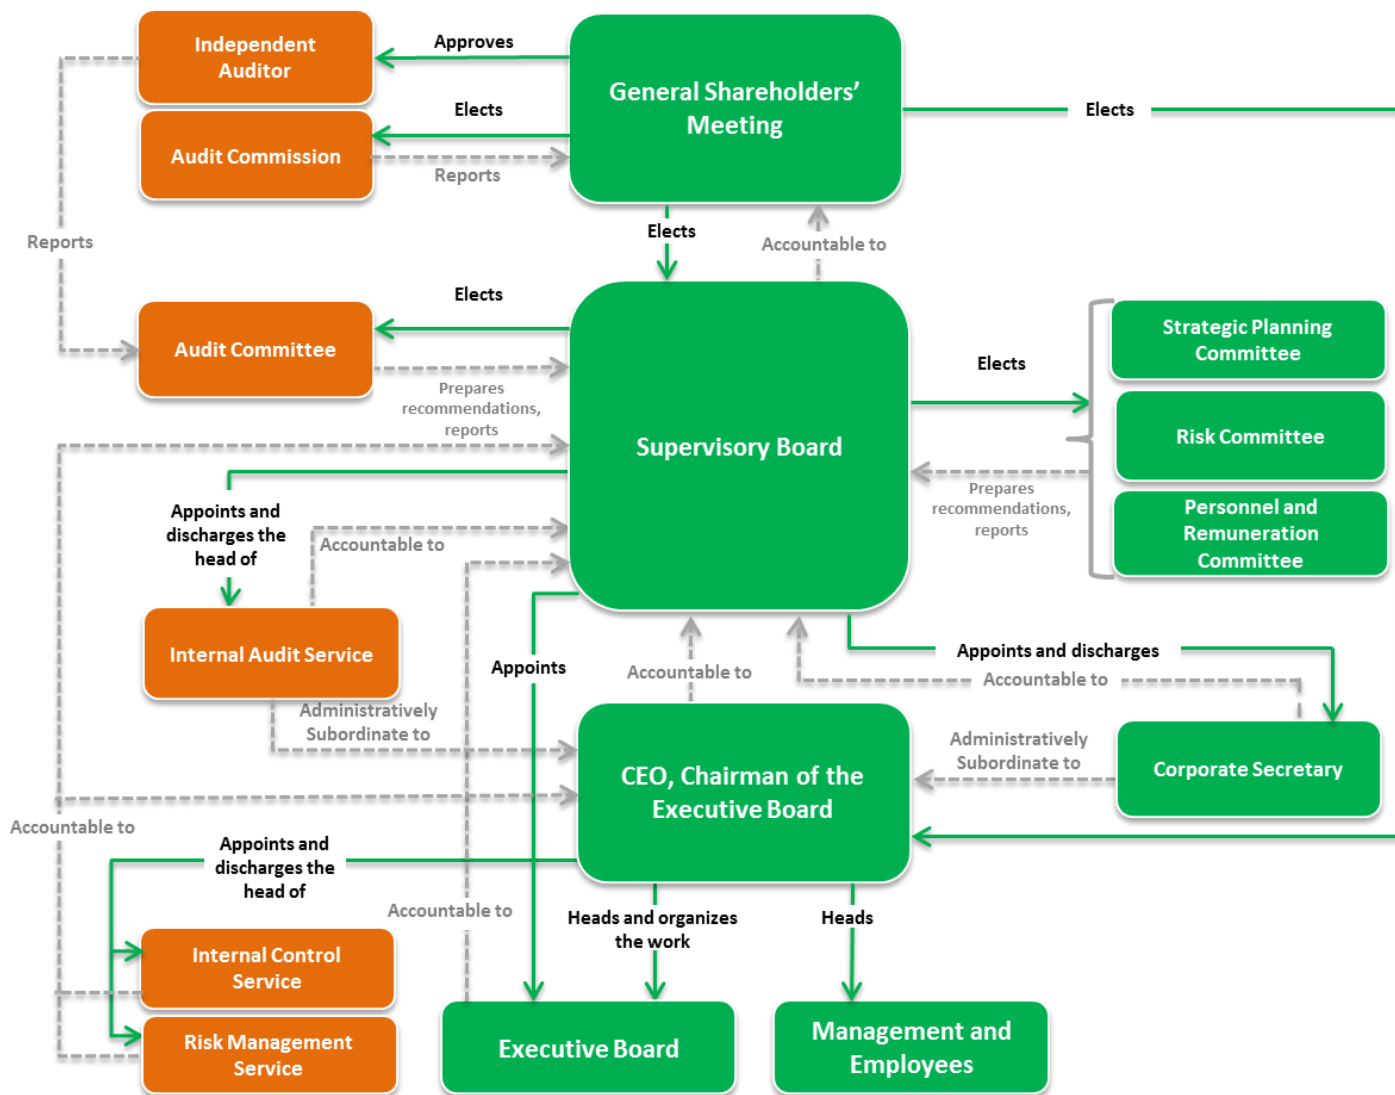 Independent
Auditor
Approves
General Shareholders'
Meeting
Elects
Elects
Audit Commission
Reports
Reports
Elects
Accountable to
Elects
Audit Committee
Prepares
recommendations,
reports
Supervisory Board
Elects
Strategic Planning
Committee
Risk Committee
Prepares
recommendations,
reports
Personnel and
Remuneration
Committee
Appoints and
discharges the
head of
Accountable to
Internal Audit Service
Appoints
Accountable to
Appoints and discharges
Accountable to
Administratively
Subordinate to
CEO, Chairman of the
Executive Board
Administratively
Subordinate to
Corporate Secretary
Accountable to
Appoints and
discharges the
head of
Accountable to
Heads and organizes
the work
Heads
Internal Control
Service
Risk Management
Service
Executive Board
Management and
Employees